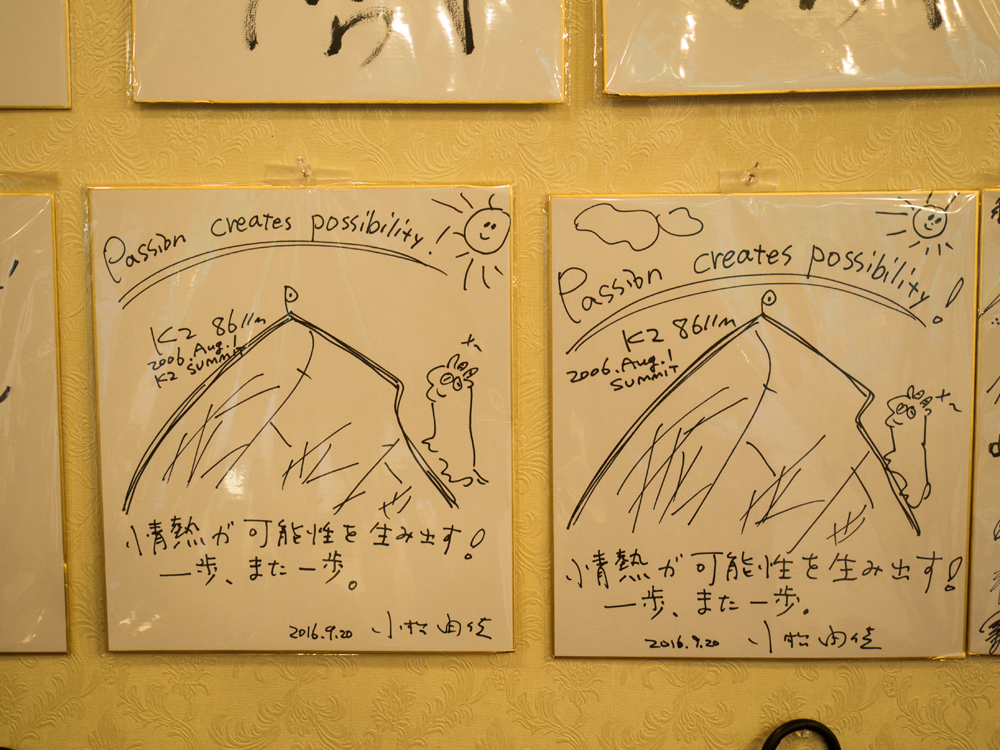 Passion creates possibility!
K2 8611m
2006. Aug. 1
K2 SUMMIT
情熱が可能性を生み出す!
一歩、また一歩。
2016.9.20 小松由佳
Passion creates possibility!
K2 8611m
2006. Aug. 1
SUMMIT
情熱が可能性を生み出す!
一歩、また一歩。
2016.9.20 小松由佳